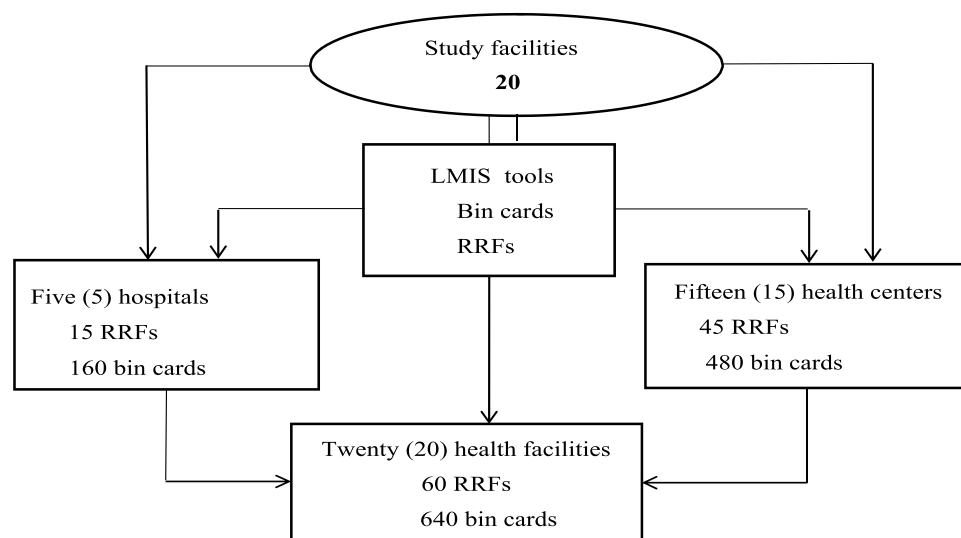 Study facilities
20
LMIS tools
Bin cards
RRFs
Five (5) hospitals
15 RRFs
160 bin cards
Fifteen (15) health centers
45 RRFs
480 bin cards
Twenty (20) health facilities
60 RRFs
640 bin cards